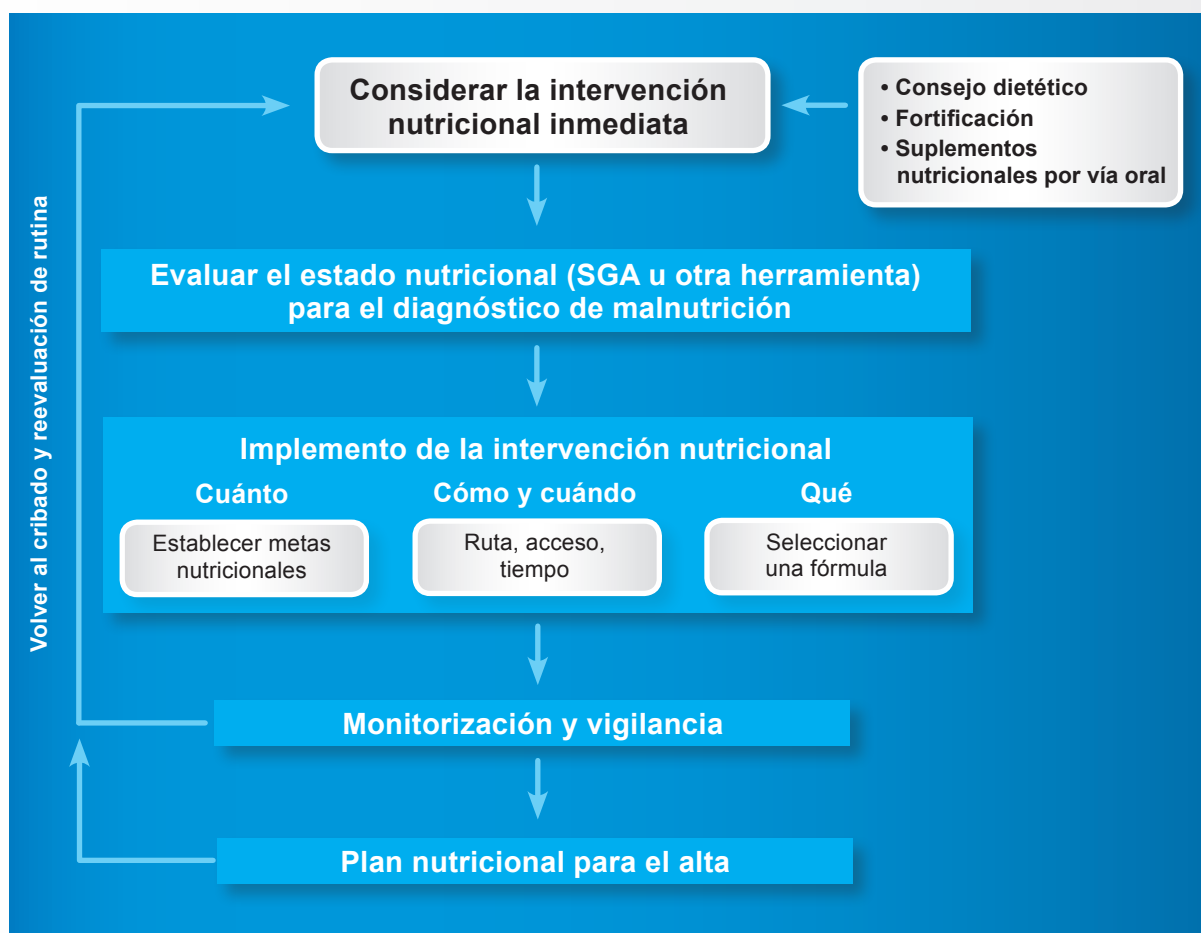 Considerar la intervención
nutricional inmediata
• Consejo dietético
• Fortificación
• Suplementos
nutricionales por vía oral
Volver al cribado y reevaluación de rutina
Evaluar el estado nutricional (SGA u otra herramienta)
para el diagnóstico de malnutrición
Implemento de la intervención nutricional
Cuánto
Establecer metas
nutricionales
Cómo y cuándo
Ruta, acceso,
tiempo
Qué
Seleccionar
una fórmula
Monitorización y vigilancia
Plan nutricional para el alta